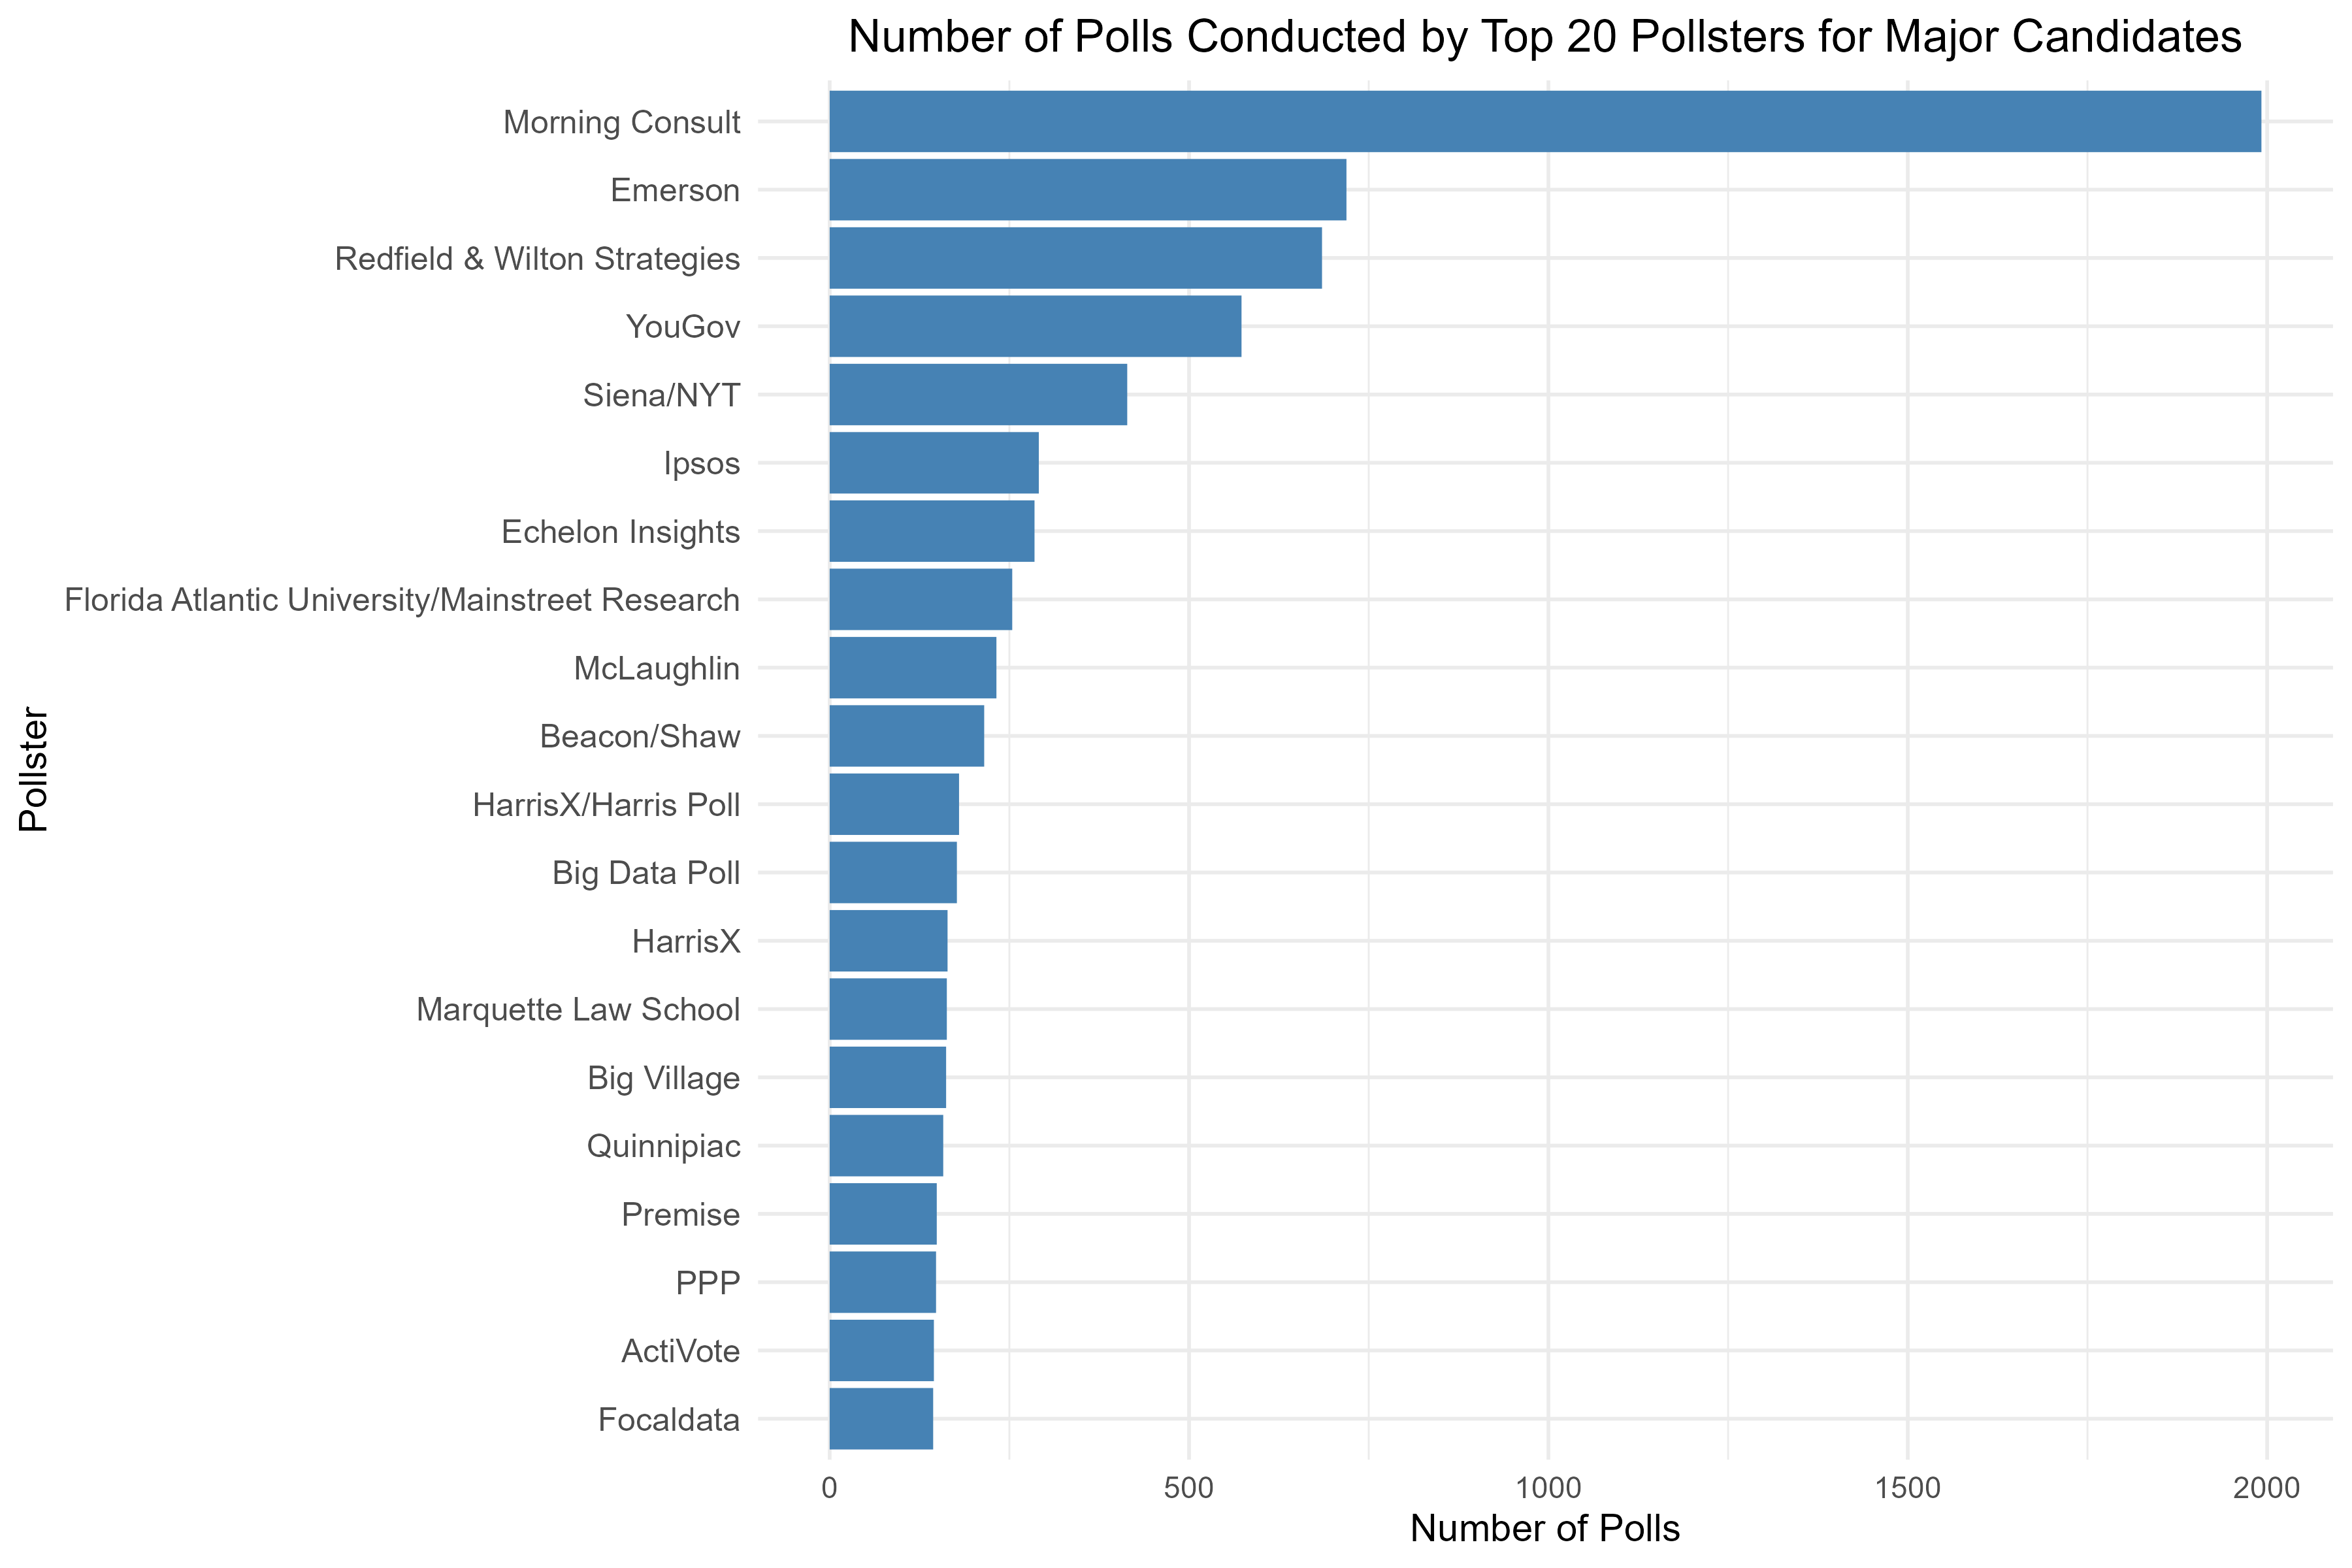 Number of Polls Conducted by Top 20 Pollsters for Major Candidates
Morning Consult
Emerson
Redfield & Wilton Strategies
YouGov
Siena/NYT
Ipsos
Echelon Insights
Florida Atlantic University/Mainstreet Research
McLaughlin
Beacon/Shaw
HarrisX/Harris Poll
Big Data Poll
HarrisX
Marquette Law School
Big Village
Quinnipiac
Premise
PPP
ActiVote
Focaldata
Pollster
0 500 1000 1500 2000
Number of Polls